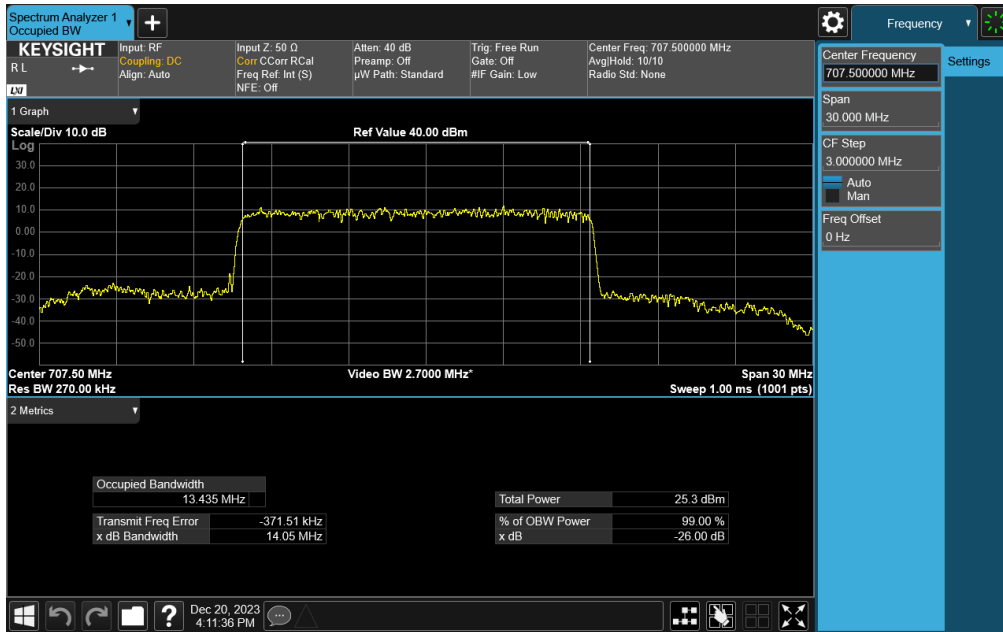 Spectrum Analyzer 1
Occupied BW
Frequency
KEYSIGHT
R L
LXI
Input: RF
Coupling: DC
Align: Auto
Input Z: 50 Ω
Corr CCorr RCal
Freq Ref: Int (S)
NFE: Off
Atten: 40 dB
Preamp: Off
µW Path: Standard
Trig: Free Run
Gate: Off
#IF Gain: Low
Center Freq: 707.500000 MHz
Avg|Hold: 10/10
Radio Std: None
Center Frequency
707.500000 MHz
Settings
Span
30.000 MHz
CF Step
3.000000 MHz
Auto
Man
Freq Offset
0 Hz
1 Graph
Scale/Div 10.0 dB
Ref Value 40.00 dBm
Log
30.0
20.0
10.0
0.00
-10.0
-20.0
-30.0
-40.0
-50.0
Center 707.50 MHz
Video BW 2.7000 MHz*
Span 30 MHz
Res BW 270.00 kHz
Sweep 1.00 ms (1001 pts)
2 Metrics
Occupied Bandwidth
13.435 MHz
Total Power 25.3 dBm
Transmit Freq Error -371.51 kHz
% of OBW Power 99.00 %
x dB Bandwidth 14.05 MHz
x dB -26.00 dB
?
Dec 20, 2023
4:11:36 PM